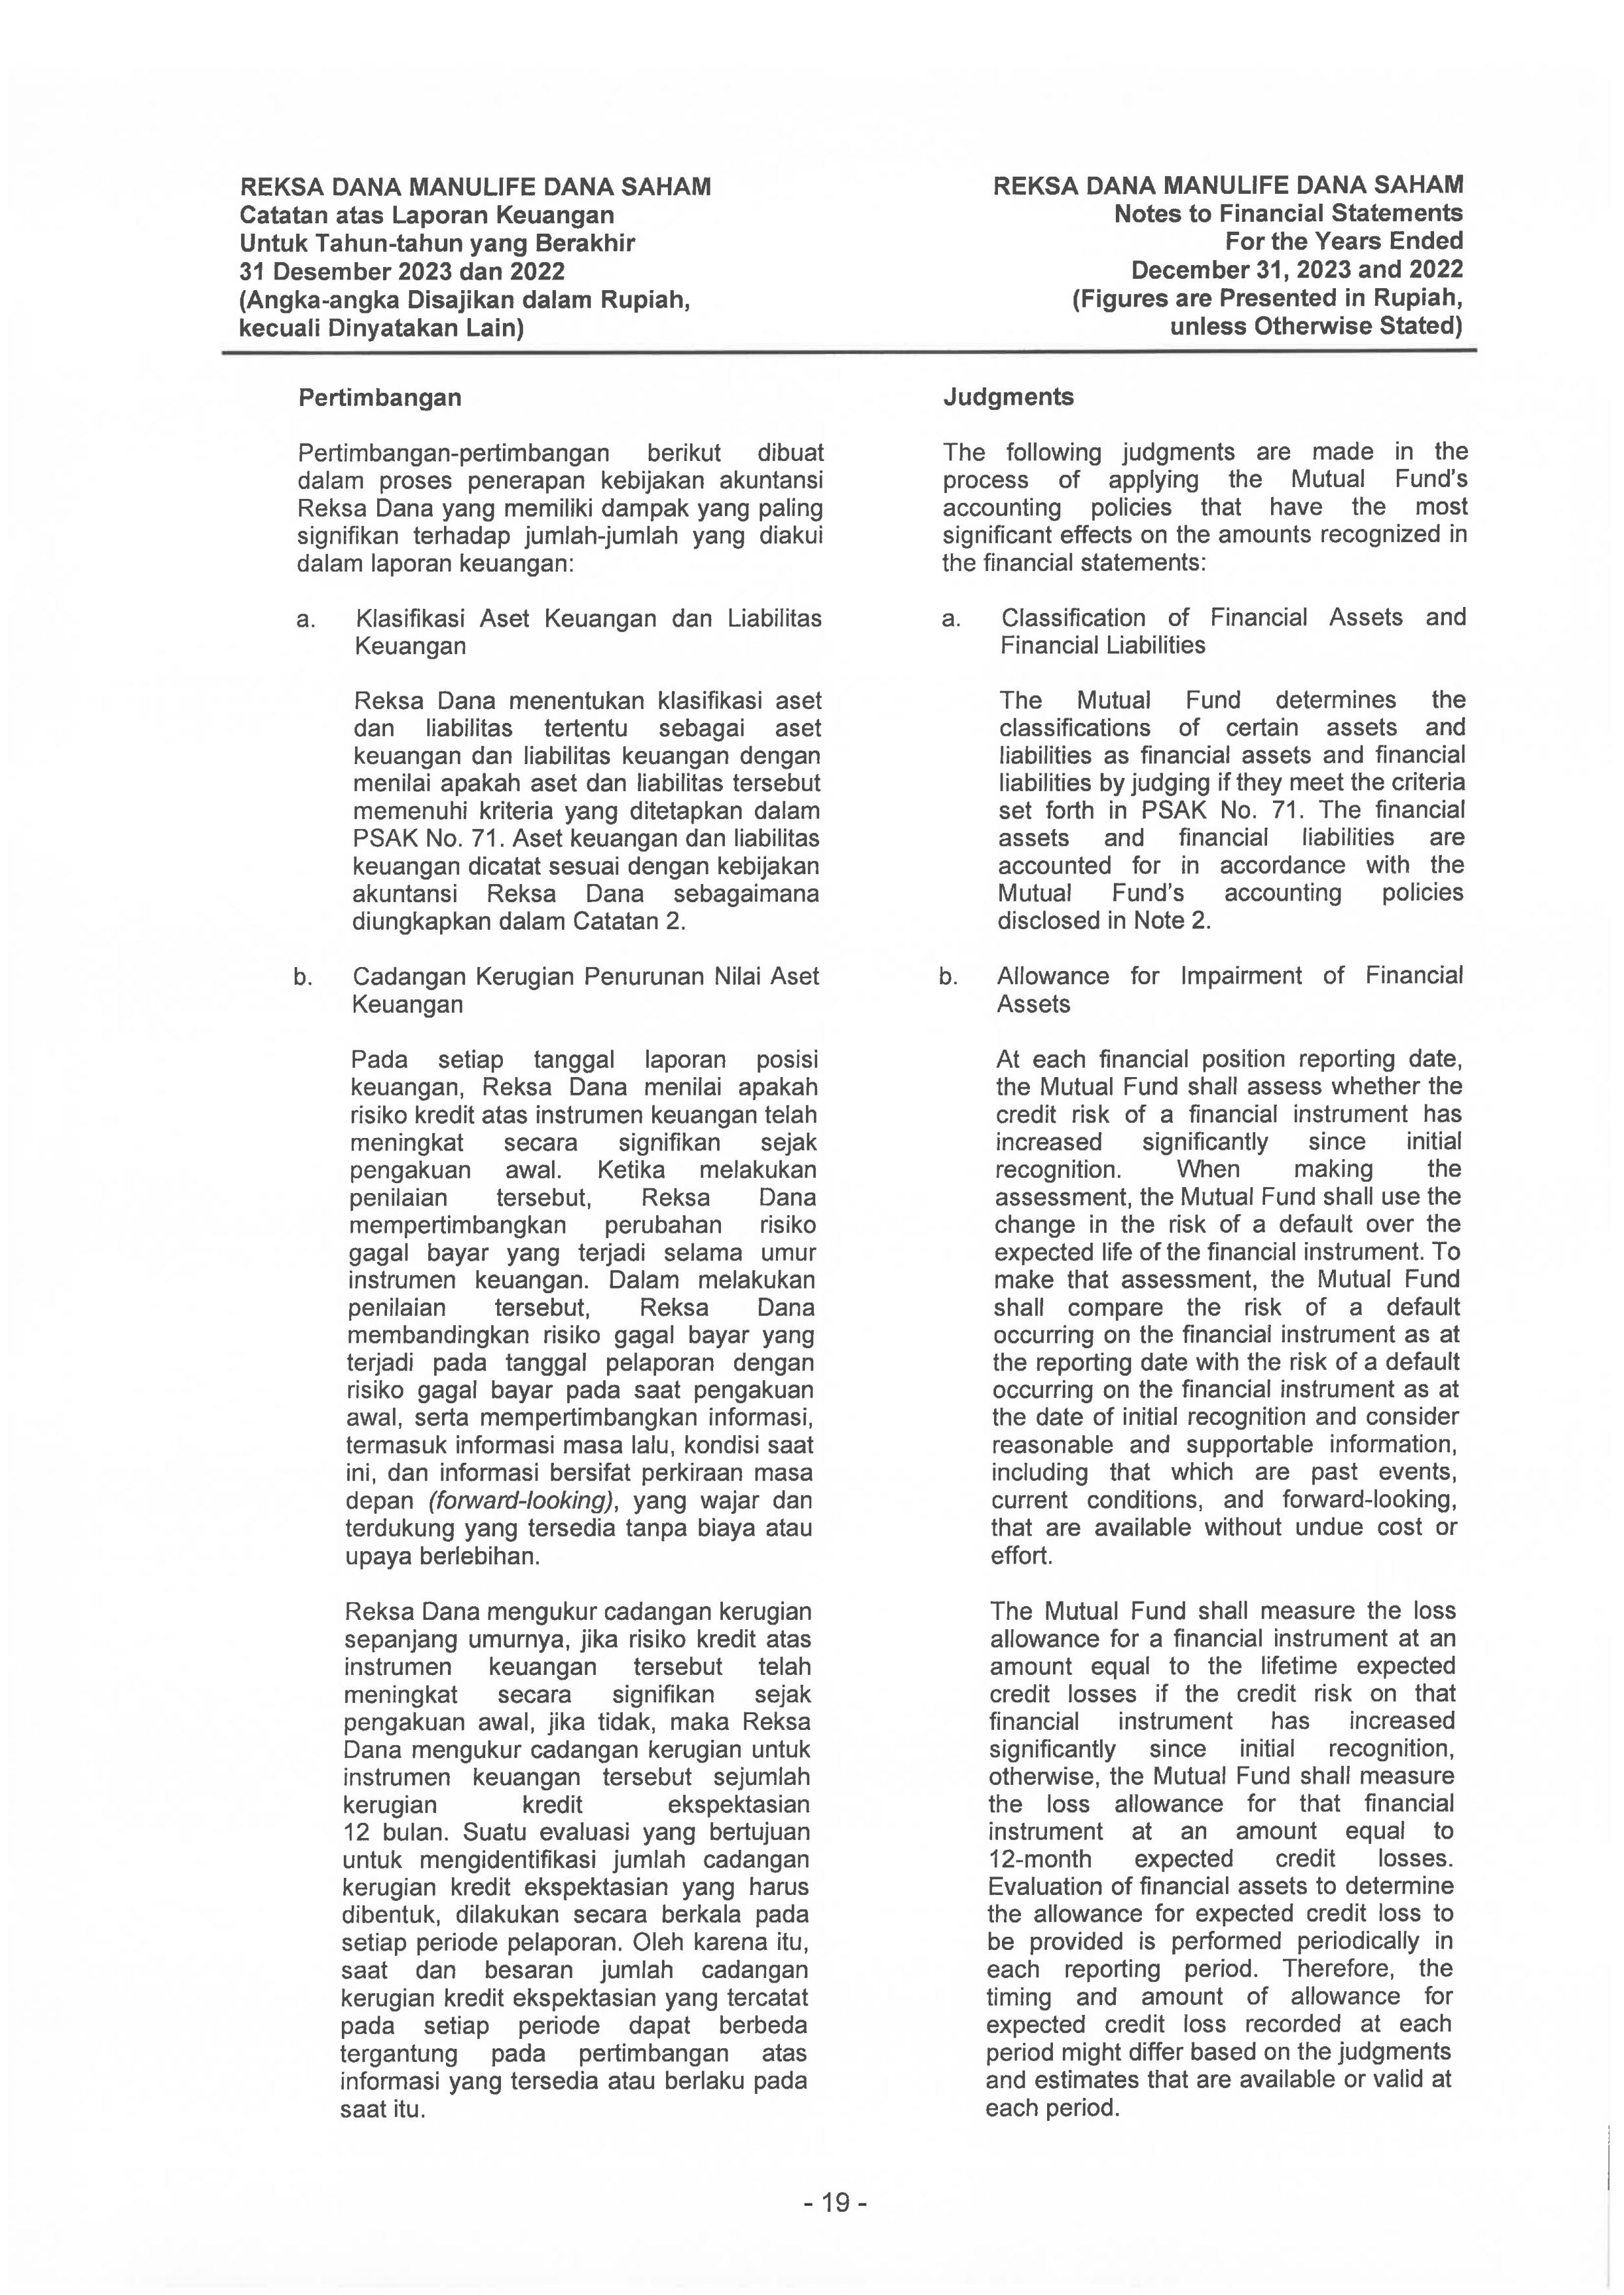 REKSA DANA MANULIFE DANA SAHAM
Catatan atas Laporan Keuangan
Untuk Tahun-tahun yang Berakhir
31 Desember 2023 dan 2022
(Angka-angka Disajikan dalam Rupiah,
kecuali Dinyatakan Lain)
REKSA DANA MANULIFE DANA SAHAM
Notes to Financial Statements
For the Years Ended
December 31, 2023 and 2022
(Figures are Presented in Rupiah,
unless Otherwise Stated)
Pertimbangan
Pertimbangan-pertimbangan berikut dibuat
dalam proses penerapan kebijakan akuntansi
Reksa Dana yang memiliki dampak yang paling
signifikan terhadap jumlah-jumlah yang diakui
dalam laporan keuangan:
a. Klasifikasi Aset Keuangan dan Liabilitas
Keuangan
Reksa Dana menentukan klasifikasi aset
dan liabilitas tertentu sebagai aset
keuangan dan liabilitas keuangan dengan
menilai apakah aset dan liabilitas tersebut
memenuhi kriteria yang ditetapkan dalam
PSAK No. 71. Aset keuangan dan liabilitas
keuangan dicatat sesuai dengan kebijakan
akuntansi Reksa Dana sebagaimana
diungkapkan dalam Catatan 2.
b. Cadangan Kerugian Penurunan Nilai Aset
Keuangan
Pada setiap tanggal laporan posisi
keuangan, Reksa Dana menilai apakah
risiko kredit atas instrumen keuangan telah
meningkat secara signifikan sejak
pengakuan awal. Ketika melakukan
penilaian tersebut, Reksa Dana
mempertimbangkan perubahan risiko
gagal bayar yang terjadi selama umur
instrumen keuangan. Dalam melakukan
penilaian tersebut, Reksa Dana
membandingkan risiko gagal bayar yang
terjadi pada tanggal pelaporan dengan
risiko gagal bayar pada saat pengakuan
awal, serta mempertimbangkan informasi,
termasuk informasi masa lalu, kondisi saat
ini, dan informasi bersifat perkiraan masa
depan (forward-looking), yang wajar dan
terdukung yang tersedia tanpa biaya atau
upaya berlebihan.
Reksa Dana mengukur cadangan kerugian
sepanjang umurnya, jika risiko kredit atas
instrumen keuangan tersebut telah
meningkat secara signifikan sejak
pengakuan awal, jika tidak, maka Reksa
Dana mengukur cadangan kerugian untuk
instrumen keuangan tersebut sejumlah
kerugian kredit ekspektasian
12 bulan. Suatu evaluasi yang bertujuan
untuk mengidentifikasi jumlah cadangan
kerugian kredit ekspektasian yang harus
dibentuk, dilakukan secara berkala pada
setiap periode pelaporan. Oleh karena itu,
saat dan besaran jumlah cadangan
kerugian kredit ekspektasian yang tercatat
pada setiap periode dapat berbeda
tergantung pada pertimbangan atas
informasi yang tersedia atau berlaku pada
saat itu.
Judgments
The following judgments are made in the
process of applying the Mutual Fund's
accounting policies that have the most
significant effects on the amounts recognized in
the financial statements:
a. Classification of Financial Assets and
Financial Liabilities
The Mutual Fund determines the
classifications of certain assets and
liabilities as financial assets and financial
liabilities by judging if they meet the criteria
set forth in PSAK No. 71. The financial
assets and financial liabilities are
accounted for in accordance with the
Mutual Fund's accounting policies
disclosed in Note 2.
b. Allowance for Impairment of Financial
Assets
At each financial position reporting date,
the Mutual Fund shall assess whether the
credit risk of a financial instrument has
increased significantly since initial
recognition. When making the
assessment, the Mutual Fund shall use the
change in the risk of a default over the
expected life of the financial instrument. To
make that assessment, the Mutual Fund
shall compare the risk of a default
occurring on the financial instrument as at
the reporting date with the risk of a default
occurring on the financial instrument as at
the date of initial recognition and consider
reasonable and supportable information,
including that which are past events,
current conditions, and forward-looking,
that are available without undue cost or
effort.
The Mutual Fund shall measure the loss
allowance for a financial instrument at an
amount equal to the lifetime expected
credit losses if the credit risk on that
financial instrument has increased
significantly since initial recognition,
otherwise, the Mutual Fund shall measure
the loss allowance for that financial
instrument at an amount equal to
12-month expected credit losses.
Evaluation of financial assets to determine
the allowance for expected credit loss to
be provided is performed periodically in
each reporting period. Therefore, the
timing and amount of allowance for
expected credit loss recorded at each
period might differ based on the judgments
and estimates that are available or valid at
each period.
- 19 -